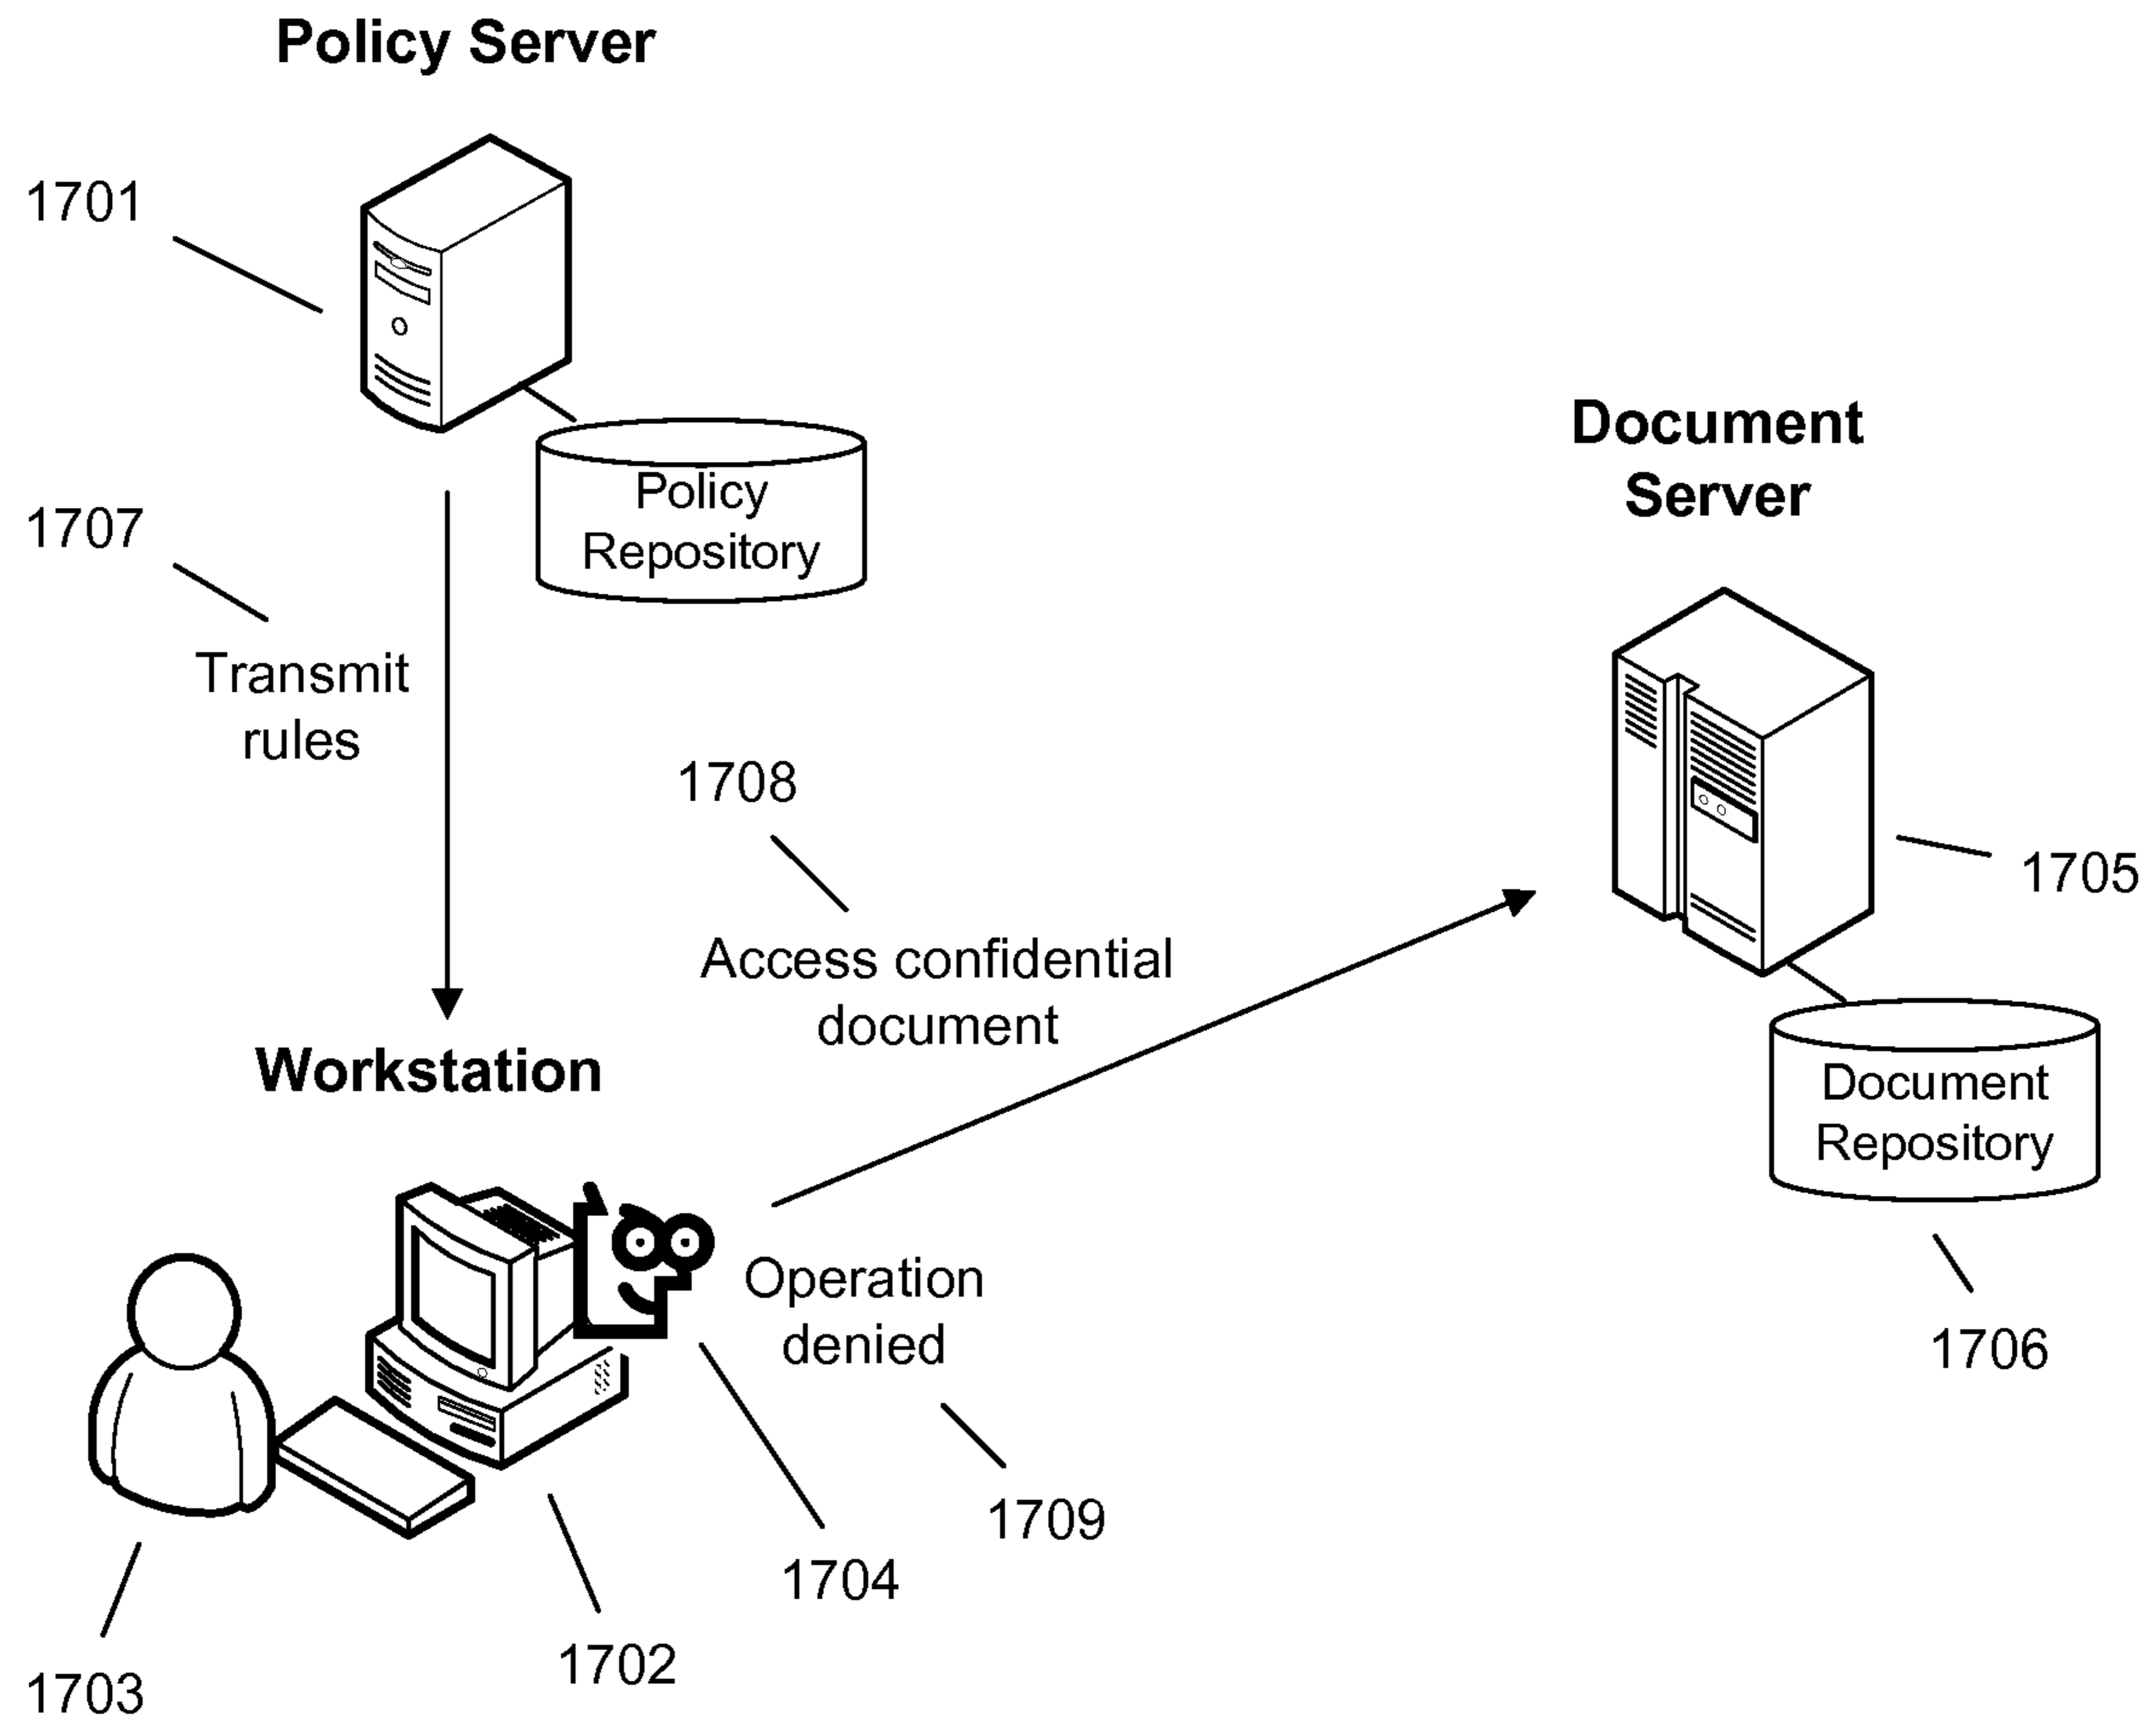 Policy Server
1701
Policy
Repository
1707
Transmit
rules
Document
Server
1708
1705
Access confidential
document
Workstation
Document
Repository
Operation
denied
1706
1709
1704
1702
1703